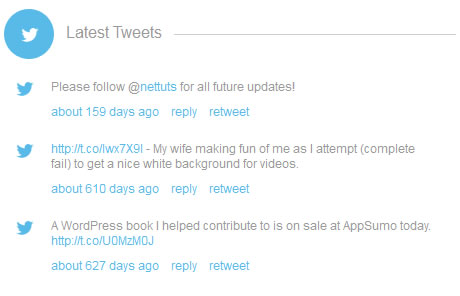 Latest Tweets
Please follow @nettuts for all future updates!
about 159 days ago reply retweet
http://t.co/lwx7X9I - My wife making fun of me as I attempt (complete
fail) to get a nice white background for videos.
about 610 days ago reply retweet
A WordPress book I helped contribute to is on sale at AppSumo today.
http://t.co/U0MzM0J
about 627 days ago reply retweet